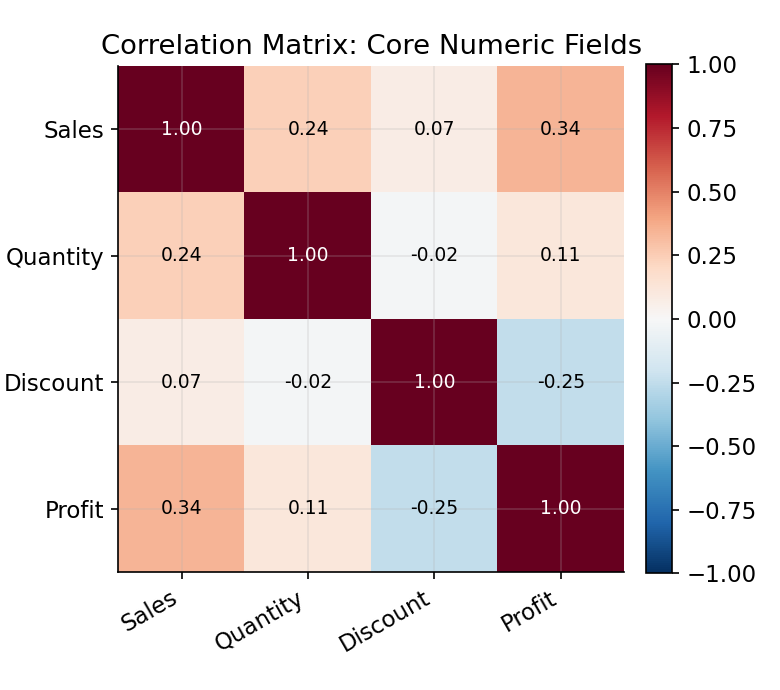 Correlation Matrix: Core Numeric Fields
Sales 1.00 0.24 0.07 0.34
Quantity 0.24 1.00 -0.02 0.11
Discount 0.07 -0.02 1.00 -0.25
Profit 0.34 0.11 -0.25 1.00
Sales Quantity Discount Profit
1.00
0.75
0.50
0.25
0.00
−0.25
−0.50
−0.75
−1.00